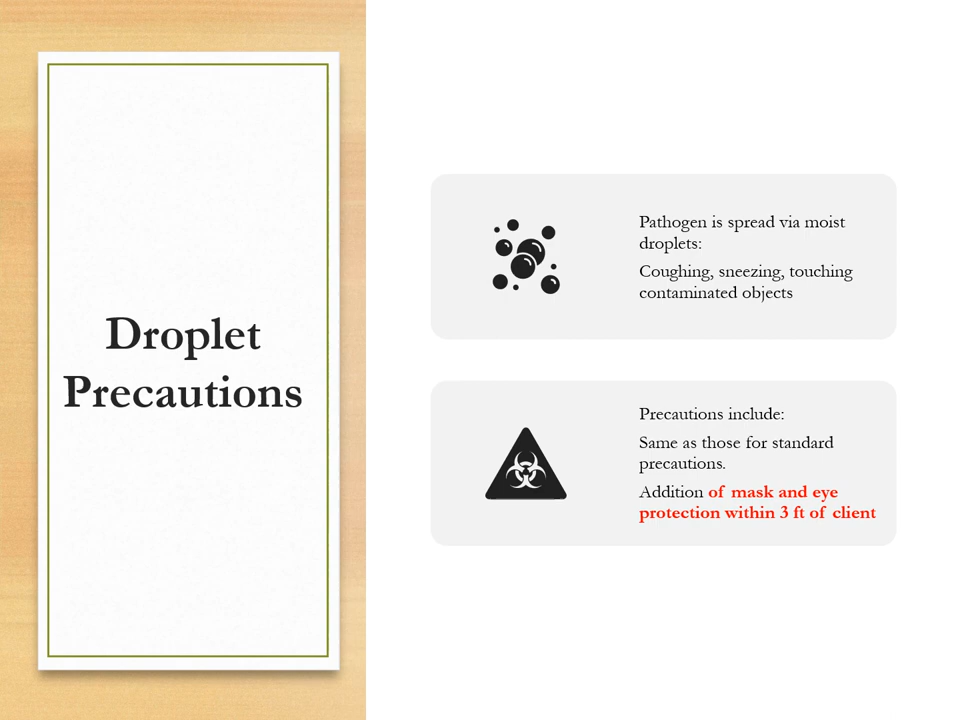 Droplet
Precautions
Pathogen is spread via moist
droplets:
Coughing, sneezing, touching
contaminated objects
Precautions include:
Same as those for standard
precautions.
Addition of mask and eye
protection within 3 ft of client